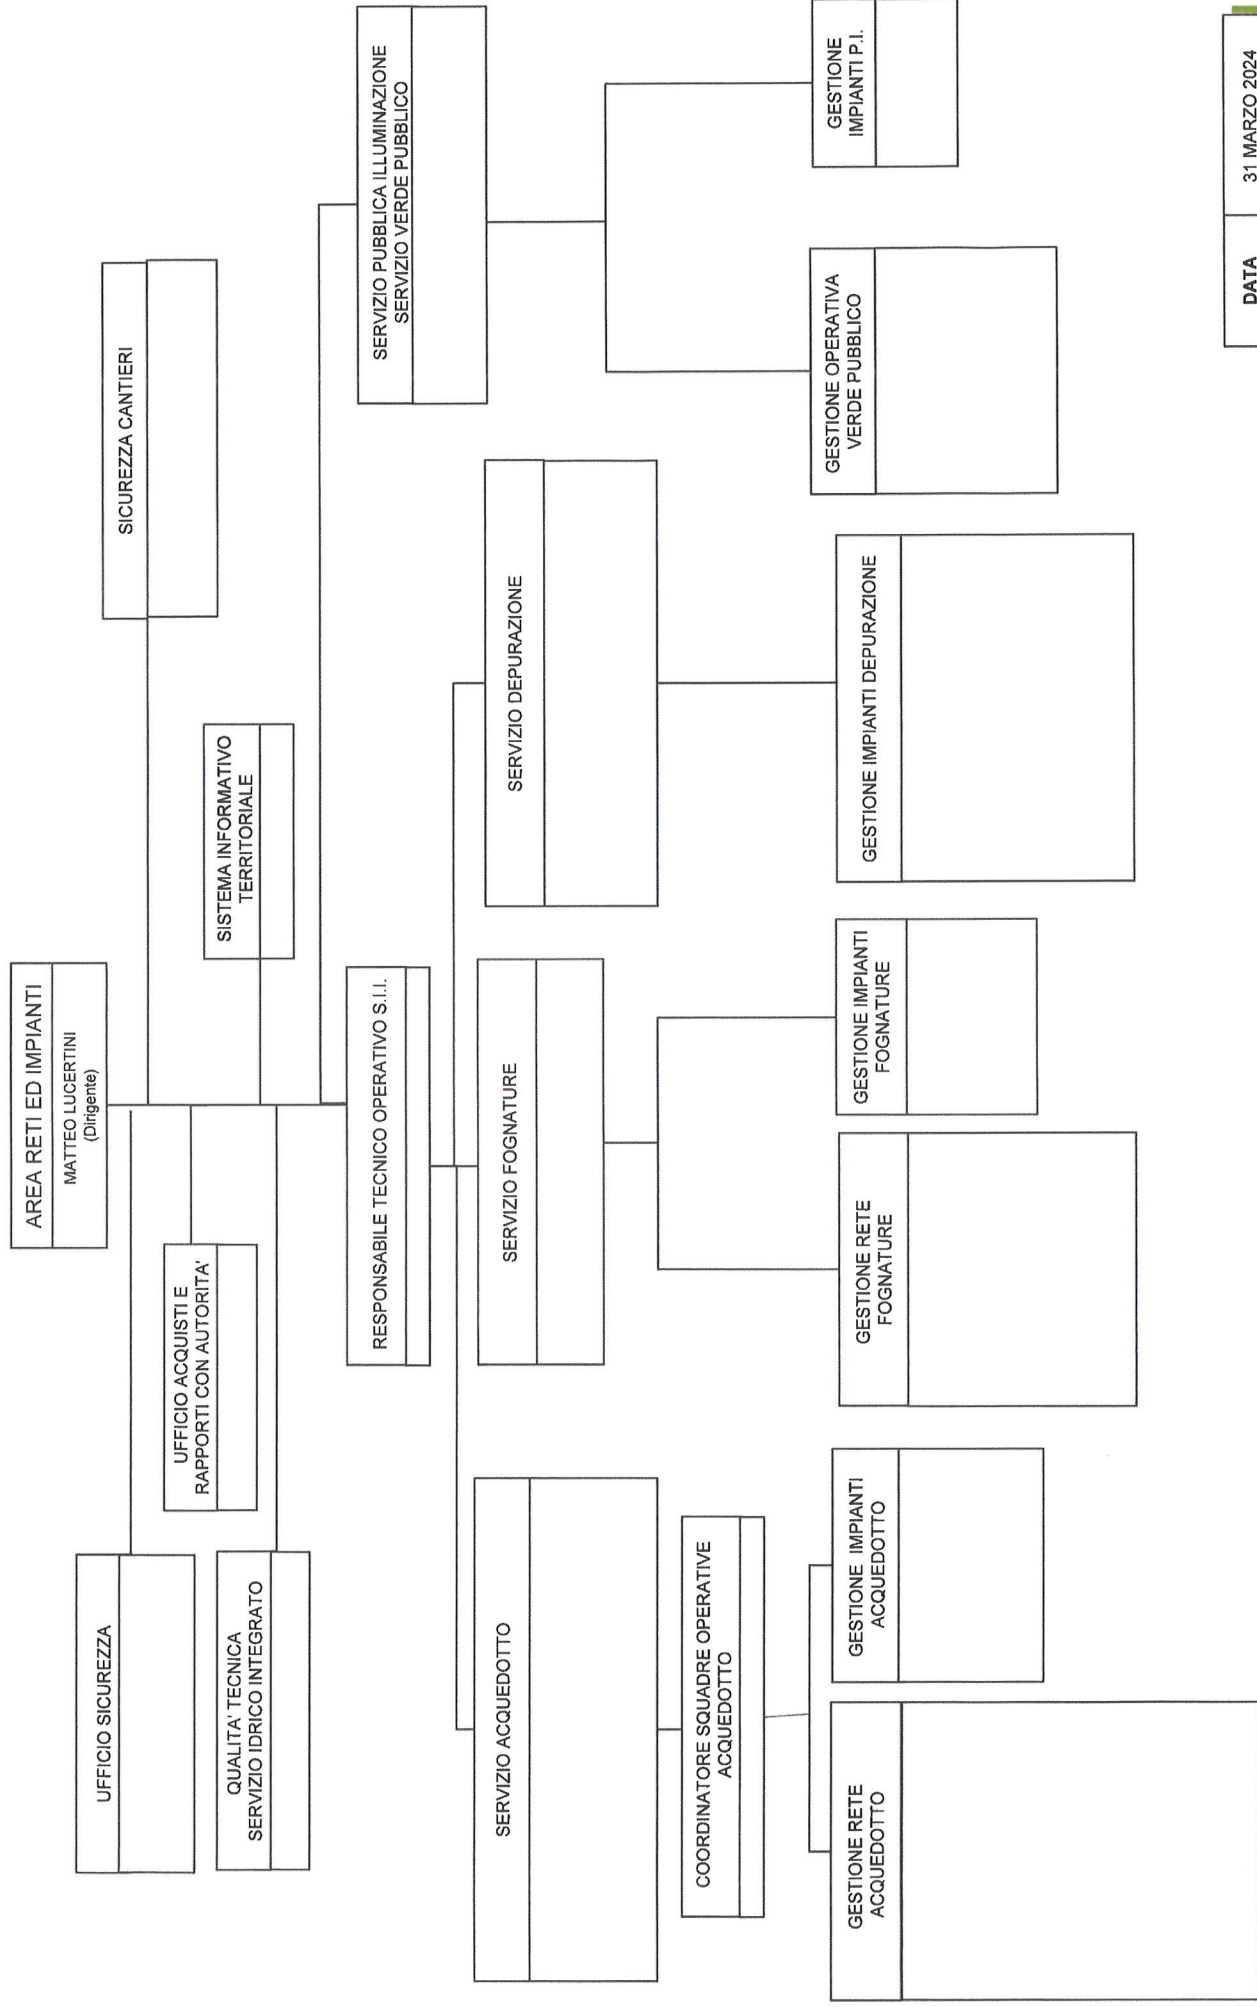 AREA RETI ED IMPIANTI
MATTEO LUCERTINI
(Dirigente)
UFFICIO SICUREZZA
SICUREZZA CANTIERI
UFFICIO ACQUISTI E
RAPPORTI CON AUTORITA'
SISTEMA INFORMATIVO
TERRITORIALE
QUALITA' TECNICA
SERVIZIO IDRICO INTEGRATO
RESPONSABILE TECNICO OPERATIVO S.I.I.
SERVIZIO PUBBLICA ILLUMINAZIONE
SERVIZIO VERDE PUBBLICO
SERVIZIO ACQUEDOTTO
SERVIZIO FOGNATURE
SERVIZIO DEPURAZIONE
COORDINATORE SQUADRE OPERATIVE
ACQUEDOTTO
GESTIONE RETE
ACQUEDOTTO
GESTIONE IMPIANTI
ACQUEDOTTO
GESTIONE RETE
FOGNATURE
GESTIONE IMPIANTI
FOGNATURE
GESTIONE IMPIANTI DEPURAZIONE
GESTIONE OPERATIVA
VERDE PUBBLICO
GESTIONE
IMPIANTI P.I.
DATA 31 MARZO 2024